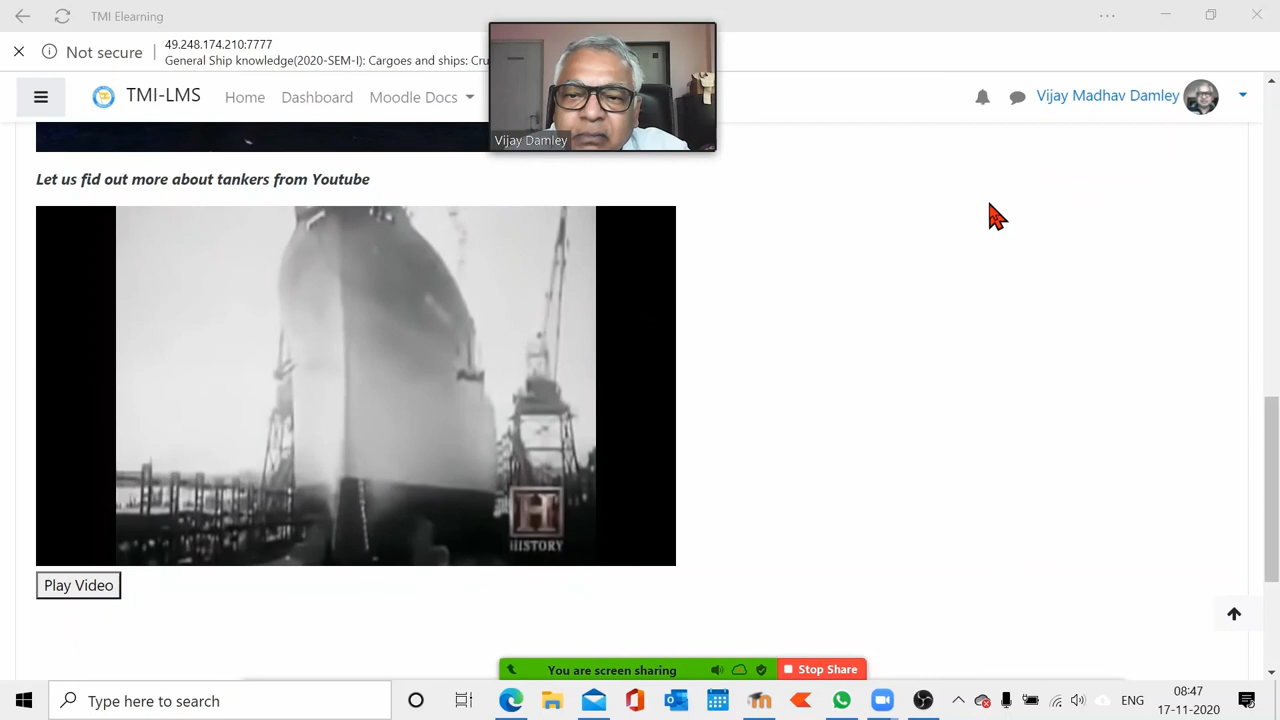 TMI Elearning
Not secure
49.248.174.210:7777
General Ship knowledge(2020-SEM-I): Cargoes and ships: Cru
TMI-LMS
Home
Dashboard
Moodle Docs
Vijay Madhav Damley
Vijay Damley
Let us fid out more about tankers from Youtube
H
HISTORY
Play Video
You are screen sharing
Stop Share
Type here to search
ENG
08:47
17-11-2020